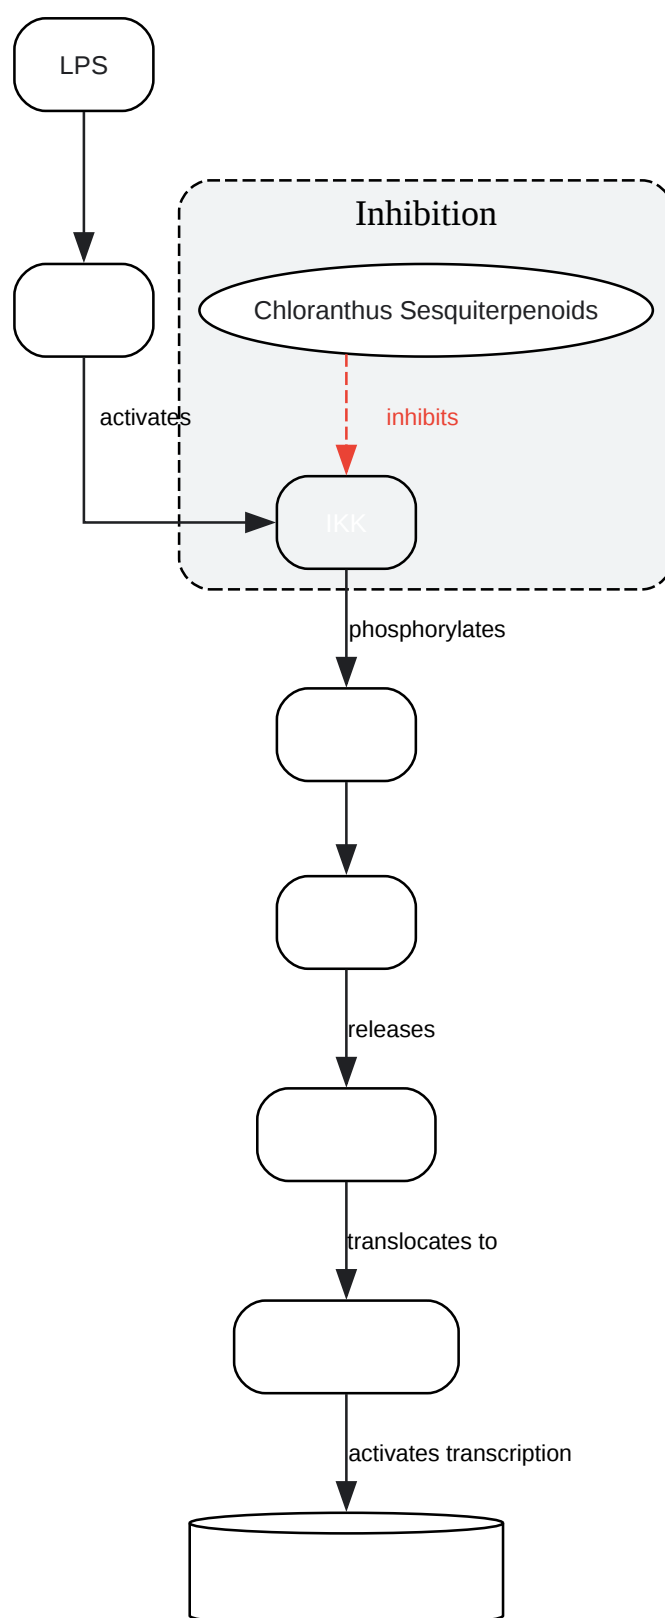 LPS
Inhibition
Chloranthus Sesquiterpenoids
activates
inhibits
IKK
phosphorylates
releases
translocates to
activates transcription